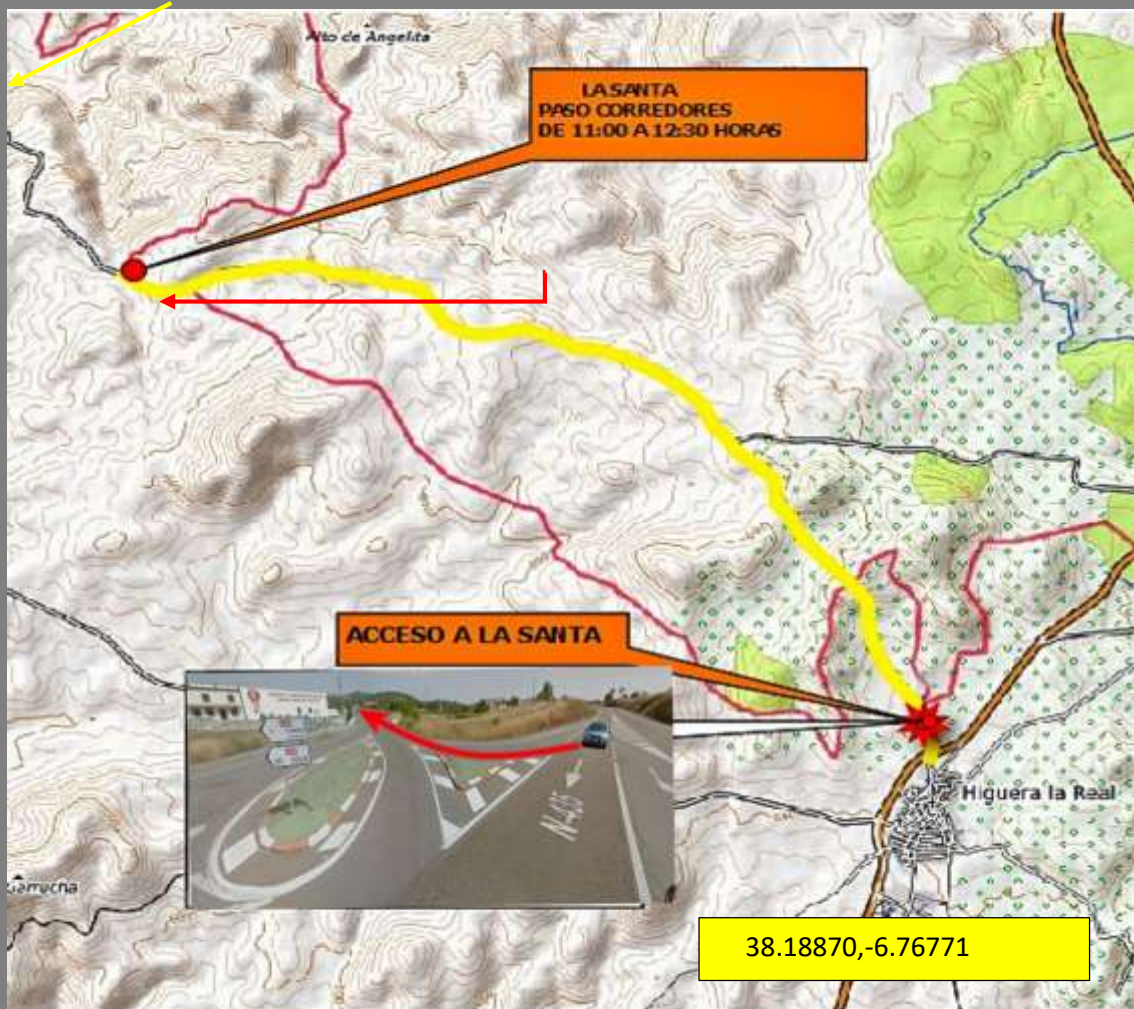 Alto de Angelita
LA SANTA
PASO CORREDORES
DE 11:00 A 12:30 HORAS
ACCESO A LA SANTA
Higuera la Real
38.18870,-6.76771